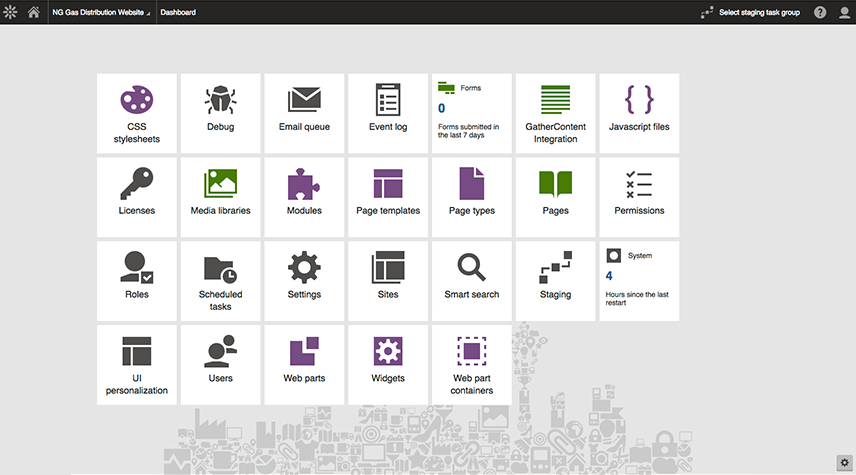 NG Gas Distribution Website
Dashboard
Select staging task group
CSS
stylesheets
Debug
Email queue
Event log
Forms
0
Forms submitted in
the last 7 days
GatherContent
Integration
Javascript files
Licenses
Media libraries
Modules
Page templates
Page types
Pages
Permissions
Roles
Scheduled
tasks
Settings
Sites
Smart search
Staging
System
4
Hours since the last
restart
UI
personalization
Users
Web parts
Widgets
Web part
containers